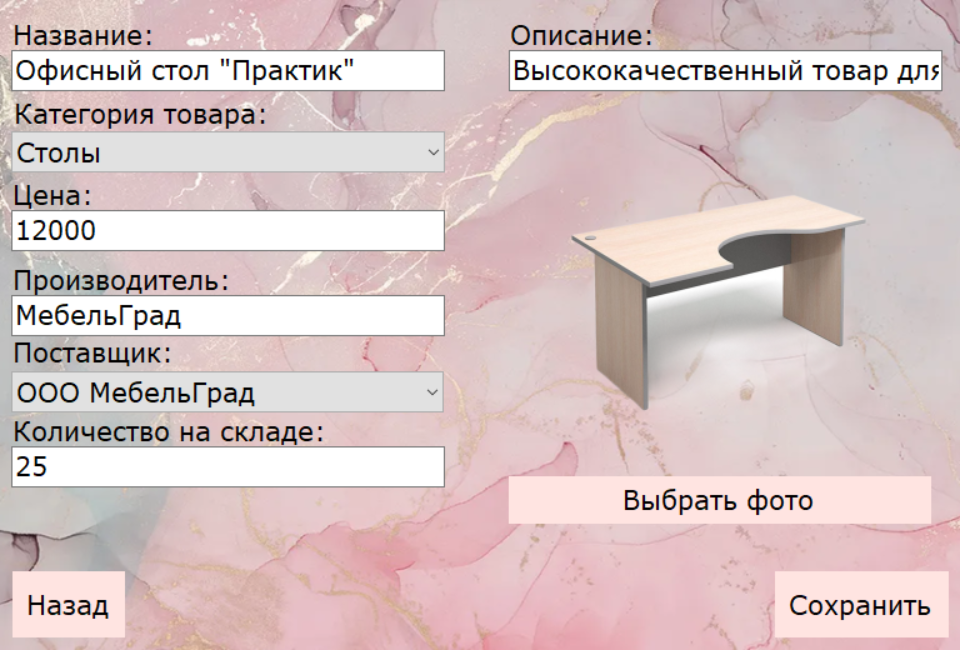 Название:
Офисный стол "Практик"
Категория товара:
Столы
Цена:
12000
Производитель:
МебельГрад
Поставщик:
ООО МебельГрад
Количество на складе:
25
Описание:
Высококачественный товар для
Выбрать фото
Назад
Сохранить